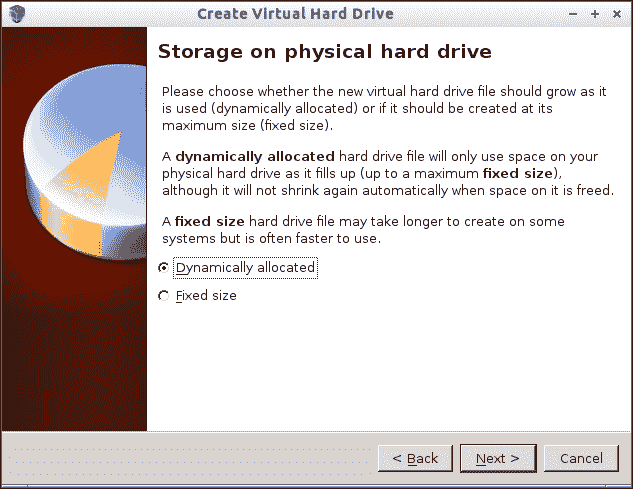 Create Virtual Hard Drive
Storage on physical hard drive
Please choose whether the new virtual hard drive file should grow as it
is used (dynamically allocated) or if it should be created at its
maximum size (fixed size).
A dynamically allocated hard drive file will only use space on your
physical hard drive as it fills up (up to a maximum fixed size),
although it will not shrink again automatically when space on it is freed.
A fixed size hard drive file may take longer to create on some
systems but is often faster to use.
Dynamically allocated
Fixed size
< Back Next > Cancel